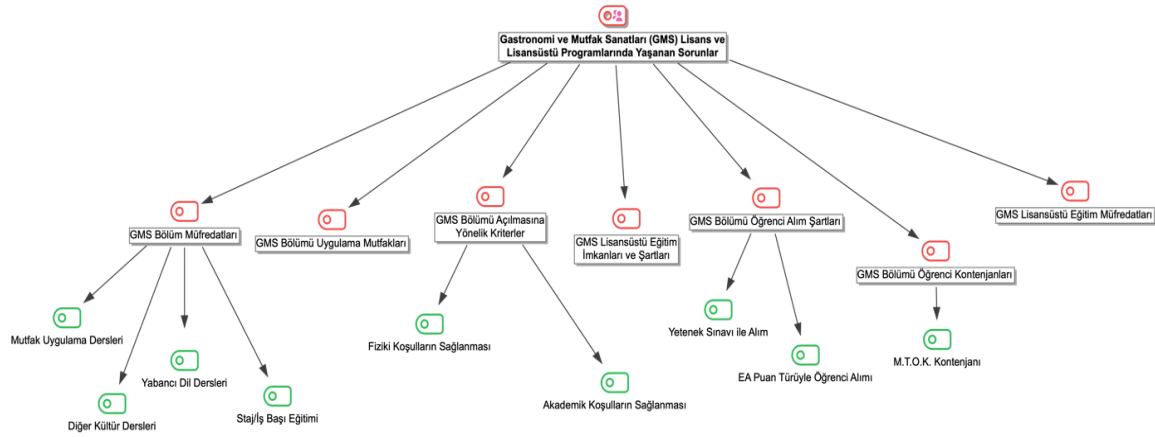 Gastronomi ve Mutfak Sanatları (GMS) Lisans ve
Lisansüstü Programlarında Yaşanan Sorunlar
GMS Bölüm Müfredatları
GMS Bölümü Uygulama Mutfakları
GMS Bölümü Açılmasına
Yönelik Kriterler
GMS Lisansüstü Eğitim
İmkanları ve Şartları
GMS Bölümü Öğrenci Alım Şartları
GMS Bölümü Öğrenci Kontenjanları
GMS Lisansüstü Eğitim Müfredatları
Mutfak Uygulama Dersleri
Diğer Kültür Dersleri
Yabancı Dil Dersleri
Staj/İş Başı Eğitimi
Fiziki Koşulların Sağlanması
Akademik Koşulların Sağlanması
Yetenek Sınavı ile Alım
EA Puan Türüyle Öğrenci Alımı
M.T.O.K. Kontenjanı